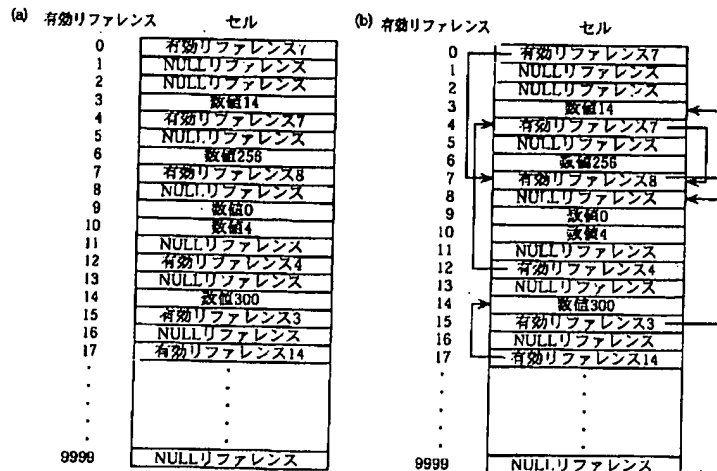 (a) 有効リファレンス セル
0 有効リファレンス7
1 NULLリファレンス
2 NULLリファレンス
3 数値14
4 有効リファレンス7
5 NULLリファレンス
6 数値256
7 有効リファレンス8
8 NULLリファレンス
9 数値0
10 数値4
11 NULLリファレンス
12 有効リファレンス4
13 NULLリファレンス
14 数値300
15 有効リファレンス3
16 NULLリファレンス
17 有効リファレンス14
9999 NULLリファレンス
(b) 有効リファレンス セル
0 有効リファレンス7
1 NULLリファレンス
2 NULLリファレンス
3 数値14
4 有効リファレンス7
5 NULLリファレンス
6 数値256
7 有効リファレンス8
8 NULLリファレンス
9 数値0
10 数値4
11 NULLリファレンス
12 有効リファレンス4
13 NULLリファレンス
14 数値300
15 有効リファレンス3
16 NULLリファレンス
17 有効リファレンス14
9999 NULLリファレンス